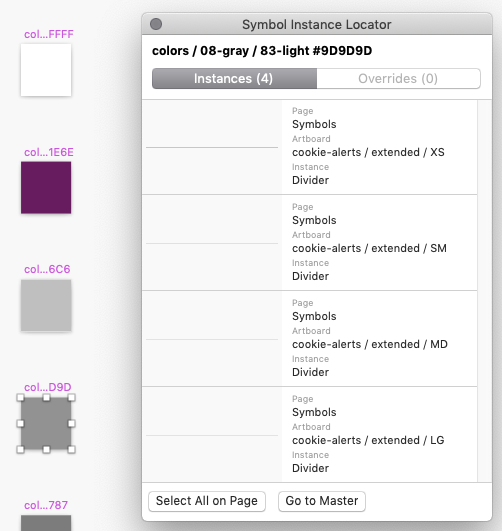 col...FFFF
col...1E6E
col...6C6
col...D9D
col...787
Symbol Instance Locator
colors / 08-gray / 83-light #9D9D9D
Instances (4)
Overrides (0)
Page
Symbols
Artboard
cookie-alerts / extended / XS
Instance
Divider
Page
Symbols
Artboard
cookie-alerts / extended / SM
Instance
Divider
Page
Symbols
Artboard
cookie-alerts / extended / MD
Instance
Divider
Page
Symbols
Artboard
cookie-alerts / extended / LG
Instance
Divider
Select All on Page
Go to Master